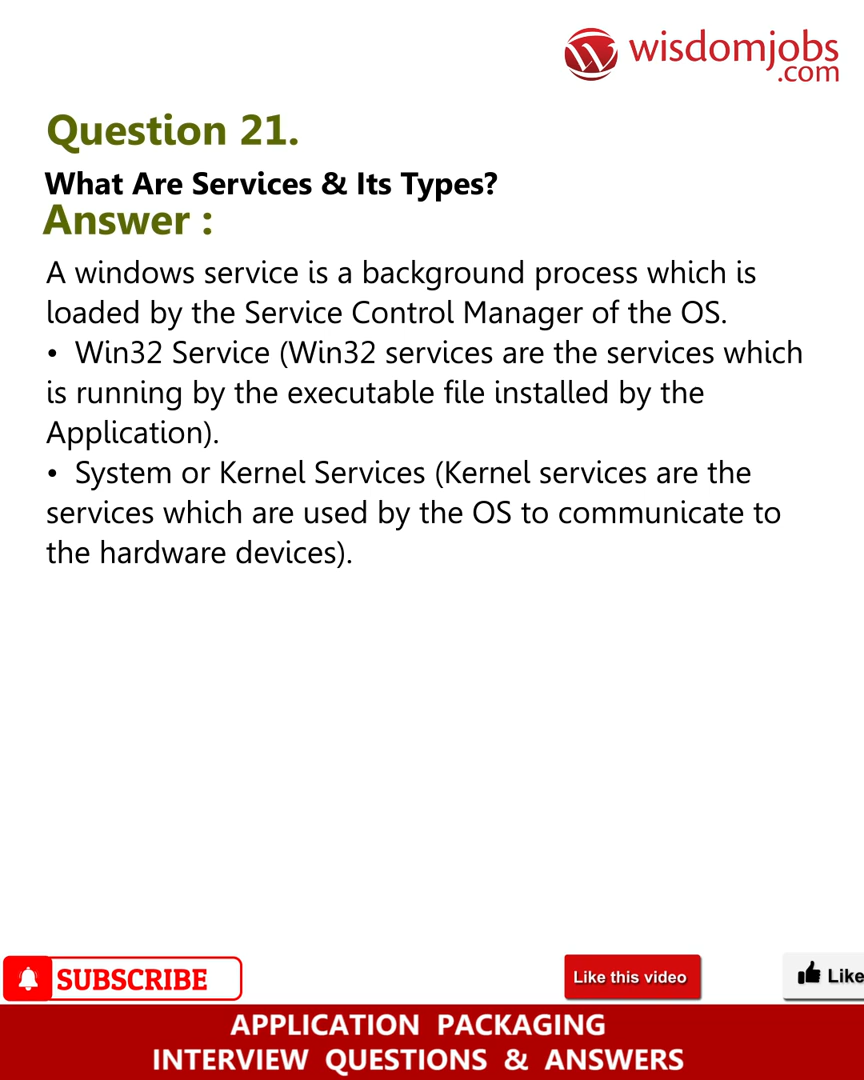 wisdomjobs
.com
Question 21.
What Are Services & Its Types?
Answer :
A windows service is a background process which is
loaded by the Service Control Manager of the OS.
• Win32 Service (Win32 services are the services which
is running by the executable file installed by the
Application).
• System or Kernel Services (Kernel services are the
services which are used by the OS to communicate to
the hardware devices).
SUBSCRIBE
Like this video
Like
APPLICATION PACKAGING
INTERVIEW QUESTIONS & ANSWERS